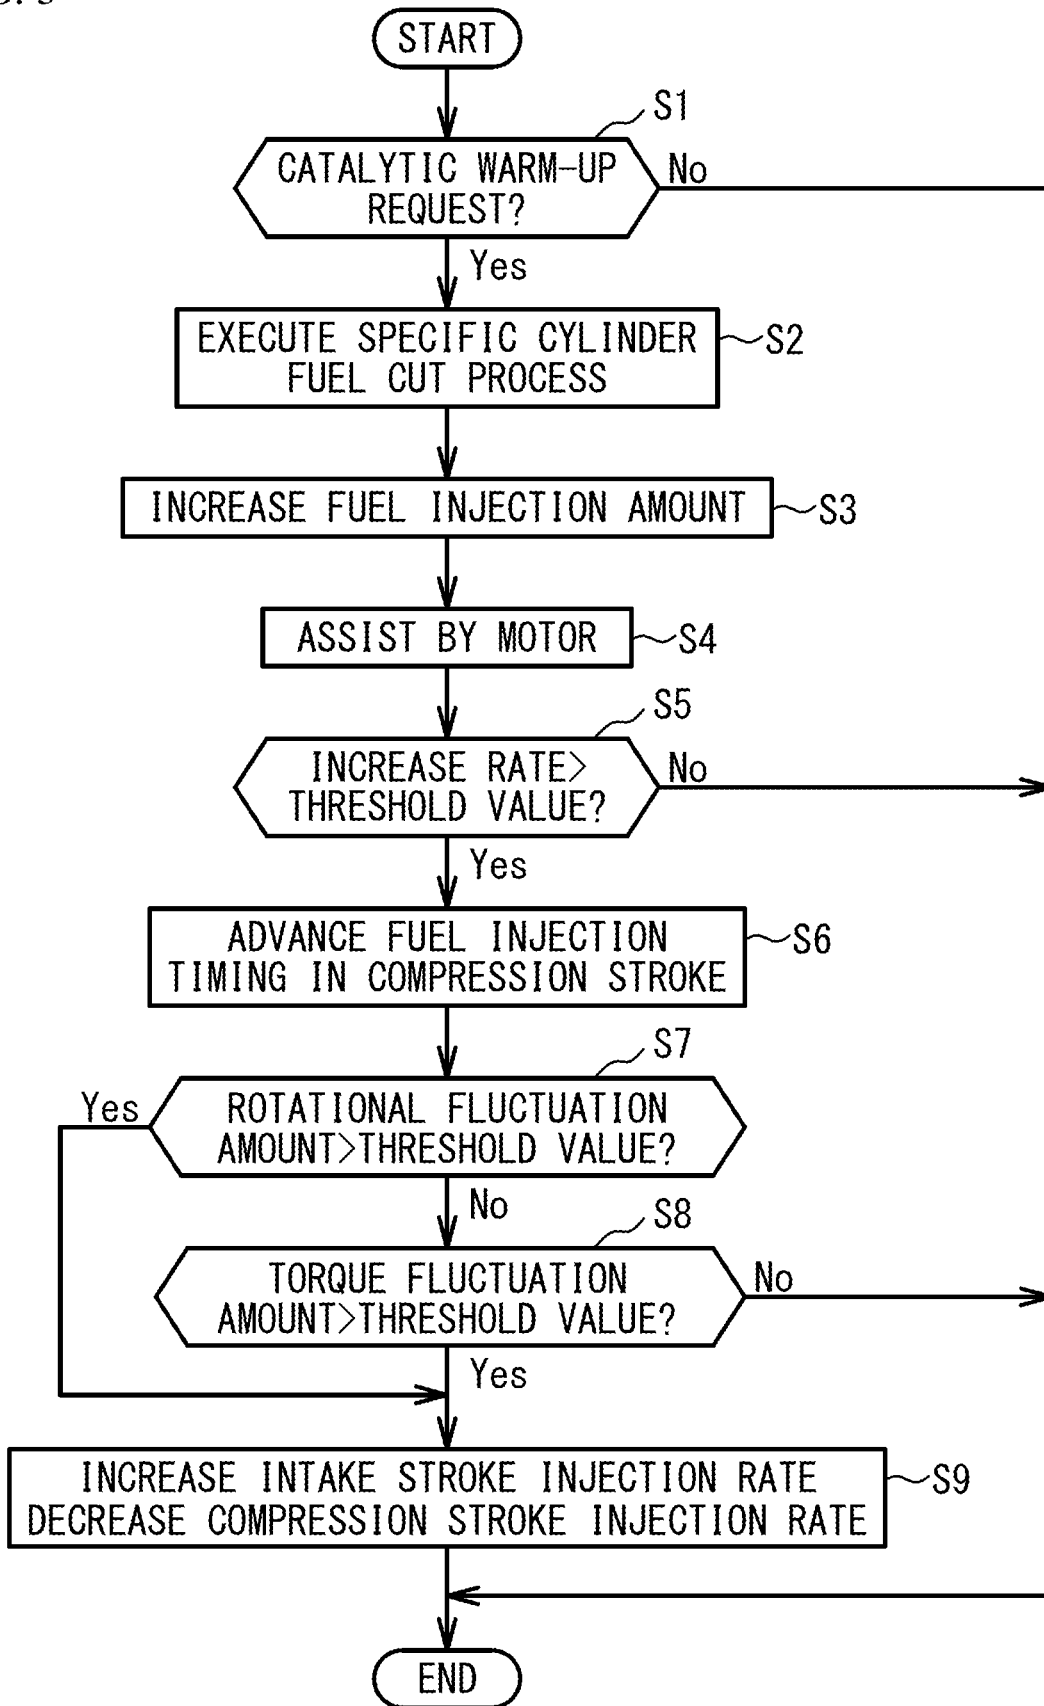 START
S1
CATALYTIC WARM-UP
REQUEST?
No
Yes
EXECUTE SPECIFIC CYLINDER
FUEL CUT PROCESS
S2
INCREASE FUEL INJECTION AMOUNT
S3
ASSIST BY MOTOR
S4
S5
INCREASE RATE>
THRESHOLD VALUE?
No
Yes
ADVANCE FUEL INJECTION
TIMING IN COMPRESSION STROKE
S6
S7
Yes
ROTATIONAL FLUCTUATION
AMOUNT>THRESHOLD VALUE?
No
S8
TORQUE FLUCTUATION
AMOUNT>THRESHOLD VALUE?
No
Yes
INCREASE INTAKE STROKE INJECTION RATE
DECREASE COMPRESSION STROKE INJECTION RATE
S9
END